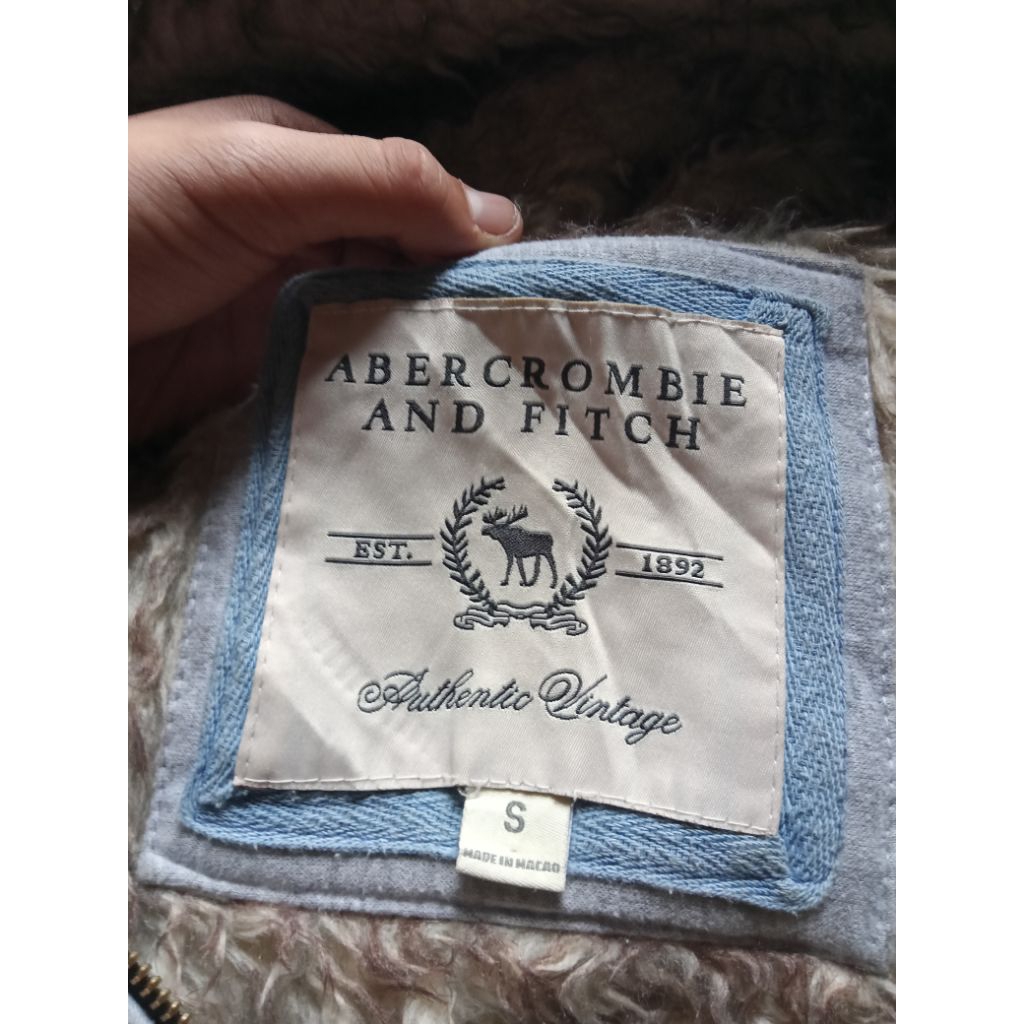 ABERCROMBIE
AND FITCH
EST. 1892
Authentic Vintage
S
MADE IN MACAO